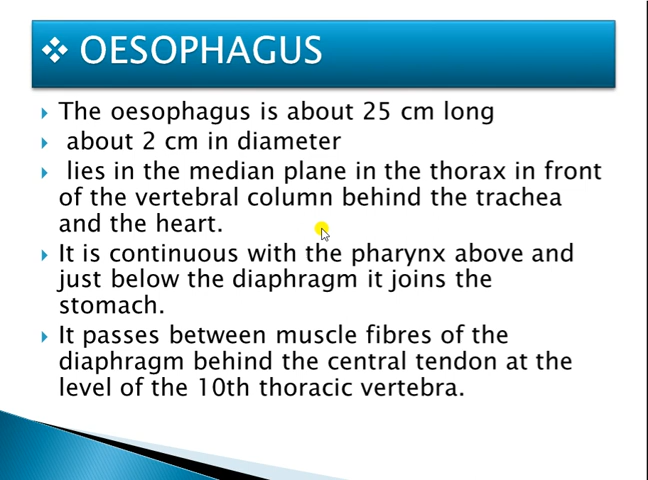 OESOPHAGUS
The oesophagus is about 25 cm long
about 2 cm in diameter
lies in the median plane in the thorax in front
of the vertebral column behind the trachea
and the heart.
It is continuous with the pharynx above and
just below the diaphragm it joins the
stomach.
It passes between muscle fibres of the
diaphragm behind the central tendon at the
level of the 10th thoracic vertebra.